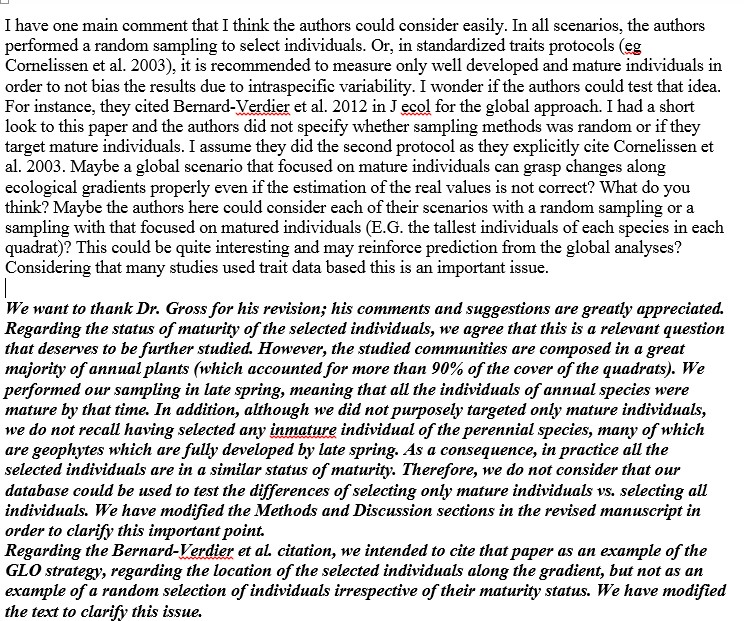 I have one main comment that I think the authors could consider easily. In all scenarios, the authors
performed a random sampling to select individuals. Or, in standardized traits protocols (eg
Cornelissen et al. 2003), it is recommended to measure only well developed and mature individuals in
order to not bias the results due to intraspecific variability. I wonder if the authors could test that idea.
For instance, they cited Bernard-Verdier et al. 2012 in J ecol for the global approach. I had a short
look to this paper and the authors did not specify whether sampling methods was random or if they
target mature individuals. I assume they did the second protocol as they explicitly cite Cornelissen et
al. 2003. Maybe a global scenario that focused on mature individuals can grasp changes along
ecological gradients properly even if the estimation of the real values is not correct? What do you
think? Maybe the authors here could consider each of their scenarios with a random sampling or a
sampling with that focused on matured individuals (E.G. the tallest individuals of each species in each
quadrat)? This could be quite interesting and may reinforce prediction from the global analyses?
Considering that many studies used trait data based this is an important issue.
We want to thank Dr. Gross for his revision; his comments and suggestions are greatly appreciated.
Regarding the status of maturity of the selected individuals, we agree that this is a relevant question
that deserves to be further studied. However, the studied communities are composed in a great
majority of annual plants (which accounted for more than 90% of the cover of the quadrats). We
performed our sampling in late spring, meaning that all the individuals of annual species were
mature by that time. In addition, although we did not purposely targeted only mature individuals,
we do not recall having selected any inmature individual of the perennial species, many of which
are geophytes which are fully developed by late spring. As a consequence, in practice all the
selected individuals are in a similar status of maturity. Therefore, we do not consider that our
database could be used to test the differences of selecting only mature individuals vs. selecting all
individuals. We have modified the Methods and Discussion sections in the revised manuscript in
order to clarify this important point.
Regarding the Bernard-Verdier et al. citation, we intended to cite that paper as an example of the
GLO strategy, regarding the location of the selected individuals along the gradient, but not as an
example of a random selection of individuals irrespective of their maturity status. We have modified
the text to clarify this issue.